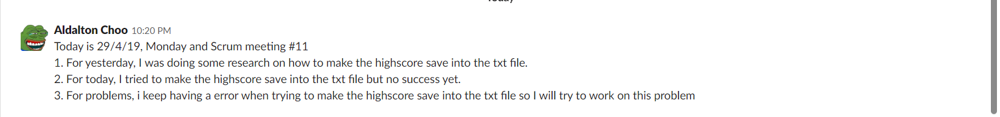 Today
Aldalton Choo 10:20 PM
Today is 29/4/19, Monday and Scrum meeting #11
1. For yesterday, I was doing some research on how to make the highscore save into the txt file.
2. For today, I tried to make the highscore save into the txt file but no success yet.
3. For problems, i keep having a error when trying to make the highscore save into the txt file so I will try to work on this problem